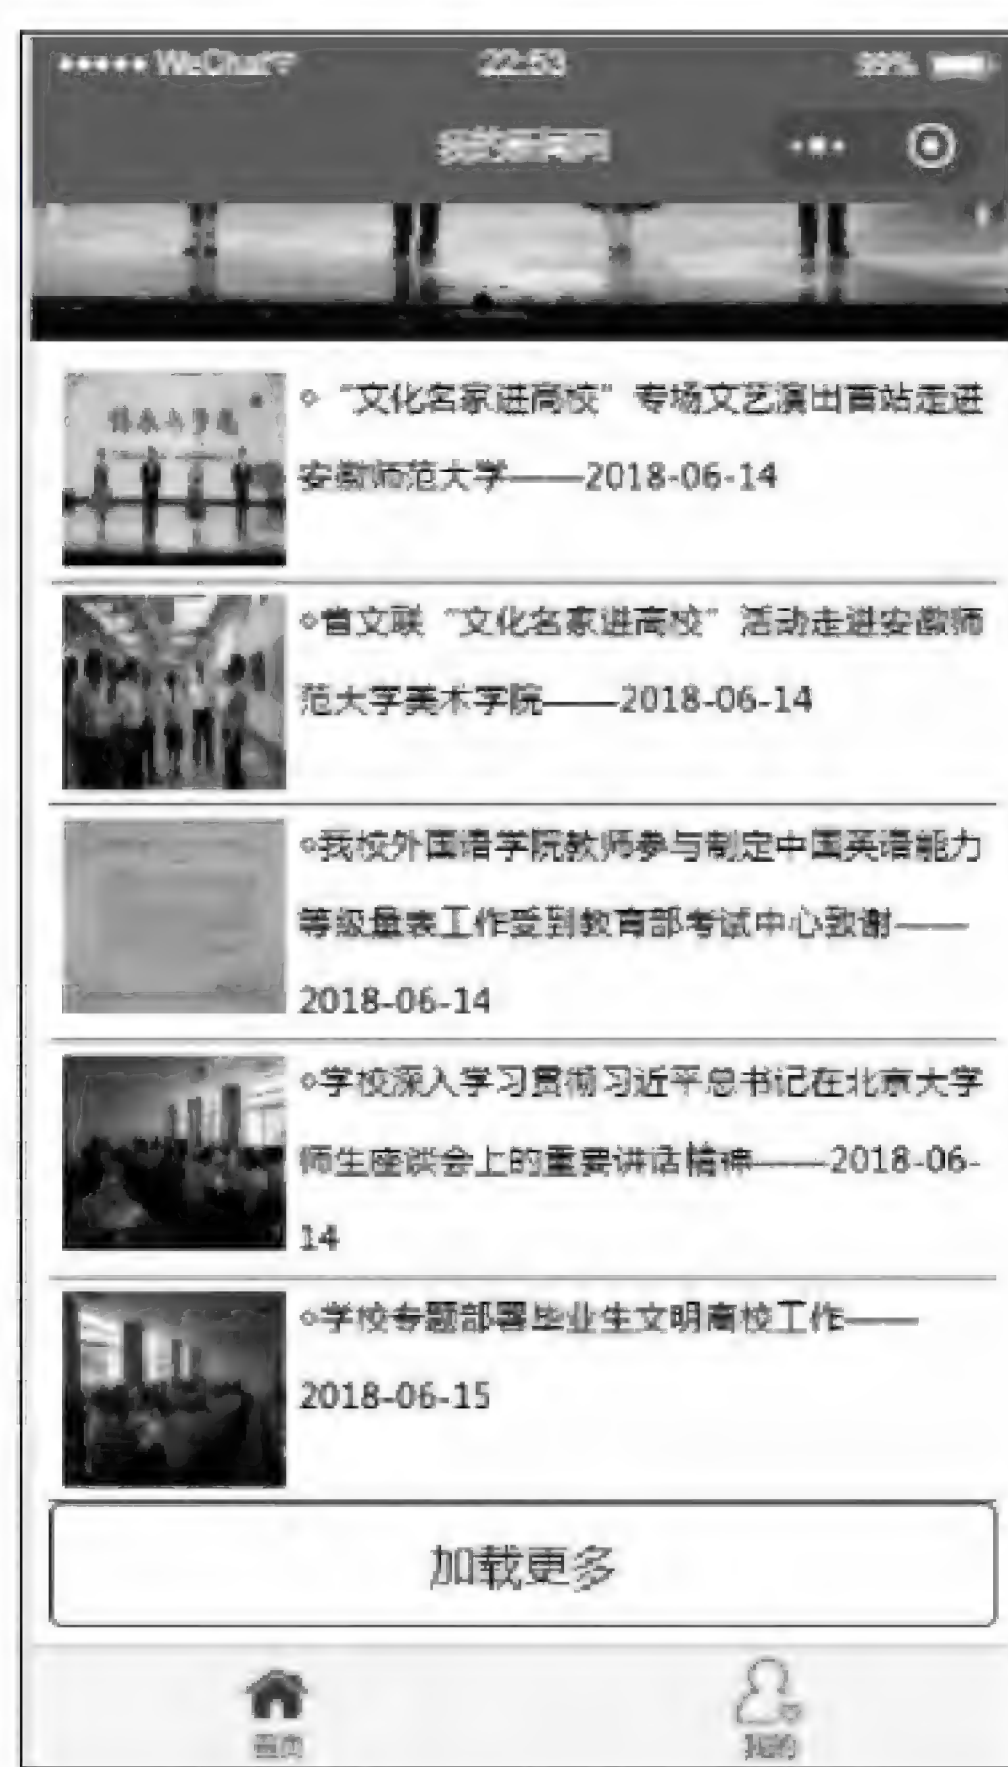 WeChat 22:53 99%
我的新闻网
◇ “文化名家进高校”专场文艺演出首站走进
安徽师范大学——2018-06-14
◇省文联“文化名家进高校”活动走进安徽师
范大学美术学院——2018-06-14
◇我校外国语学院教师参与制定中国英语能力
等级量表工作受到教育部考试中心致谢——
2018-06-14
◇学校深入学习贯彻习近平总书记在北京大学
师生座谈会上的重要讲话精神——2018-06-
14
◇学校专题部署毕业生文明离校工作——
2018-06-15
加载更多
首页 我的